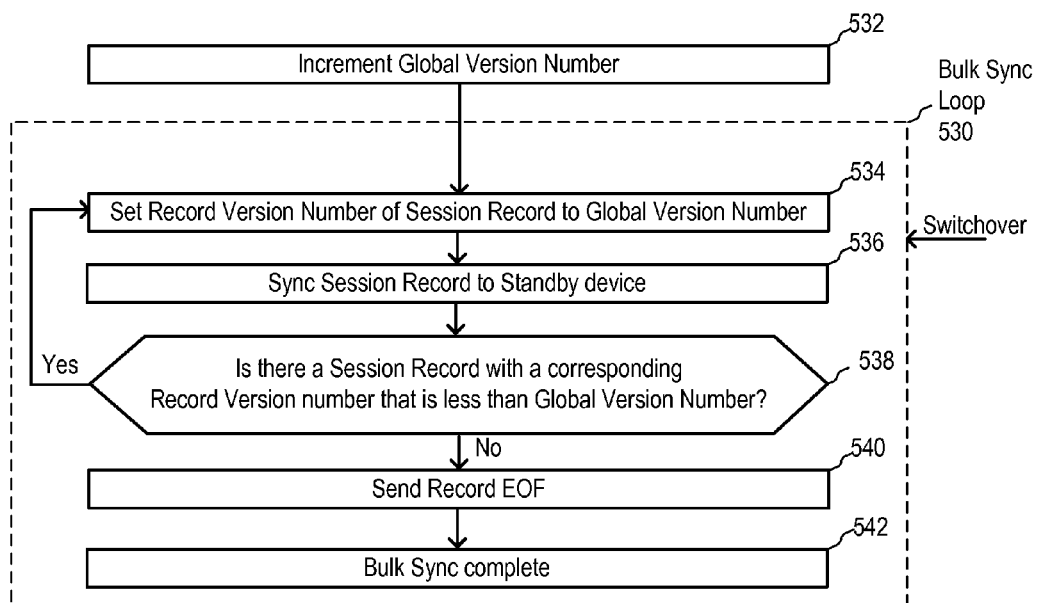 532
Increment Global Version Number
Bulk Sync
Loop
530
534
Set Record Version Number of Session Record to Global Version Number
Switchover
536
Sync Session Record to Standby device
Yes
Is there a Session Record with a corresponding
Record Version number that is less than Global Version Number?
538
No
540
Send Record EOF
542
Bulk Sync complete